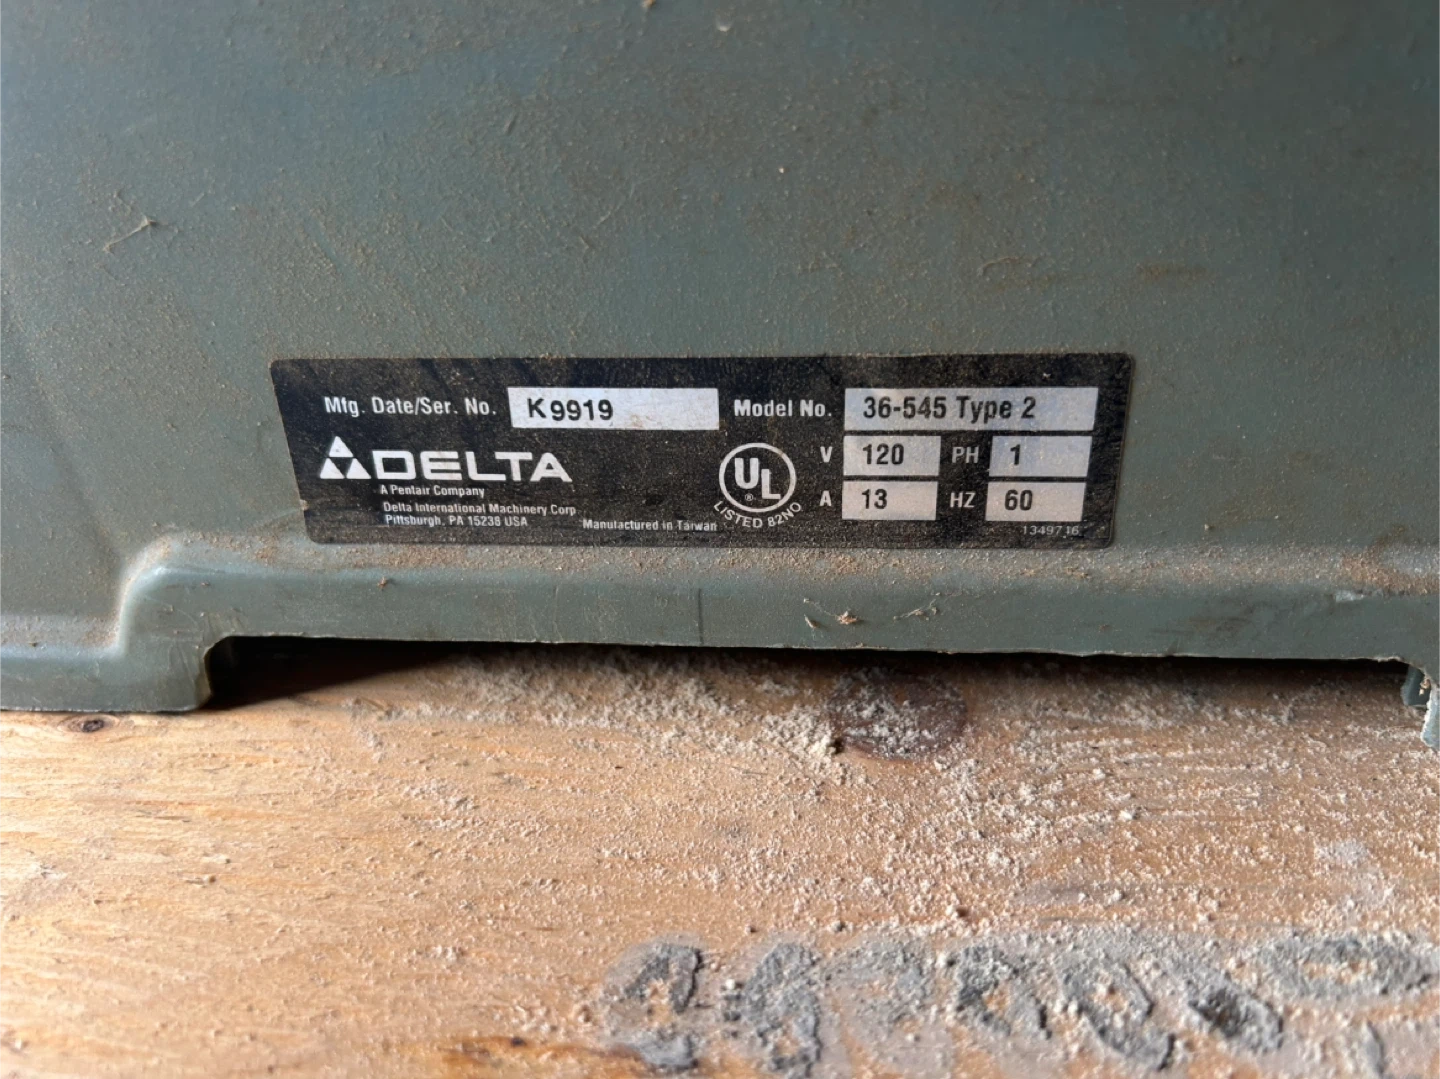 Mfg. Date/Ser. No. K9919 Model No. 36-545 Type 2
DELTA
A Pentair Company
Delta International Machinery Corp
Pittsburgh, PA 15238 USA
Manufactured in Taiwan
UL
®
LISTED 82NO
V 120 PH 1
A 13 HZ 60
1349716